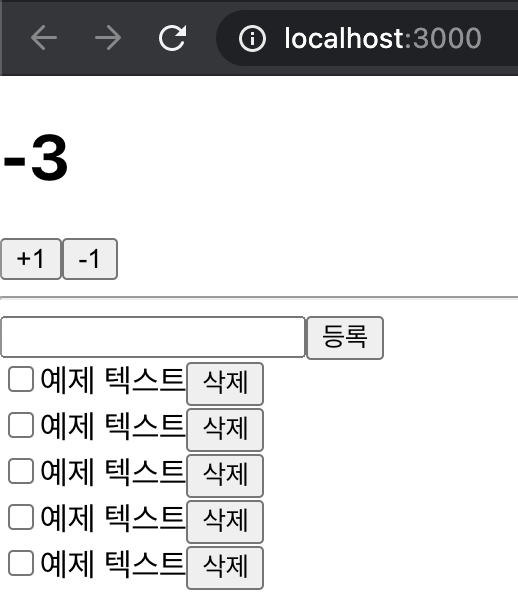 localhost:3000
-3
+1 -1
등록
예제 텍스트 삭제
예제 텍스트 삭제
예제 텍스트 삭제
예제 텍스트 삭제
예제 텍스트 삭제